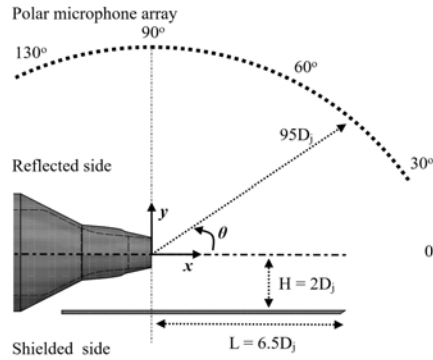 Polar microphone array
90°
130°
60°
95Dⱼ
30°
Reflected side
y
θ
0
x
H = 2Dⱼ
L = 6.5Dⱼ
Shielded side